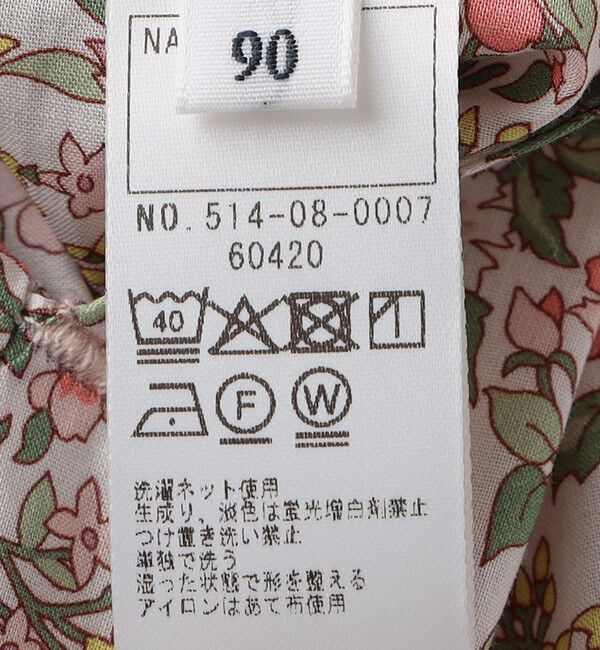 NA
90
NO. 514-08-0007
60420
40
F W
洗濯ネット使用
生成り、淡色は蛍光増白剤禁止
つけ置き洗い禁止
単独で洗う
湿った状態で形を整える
アイロンはあて布使用